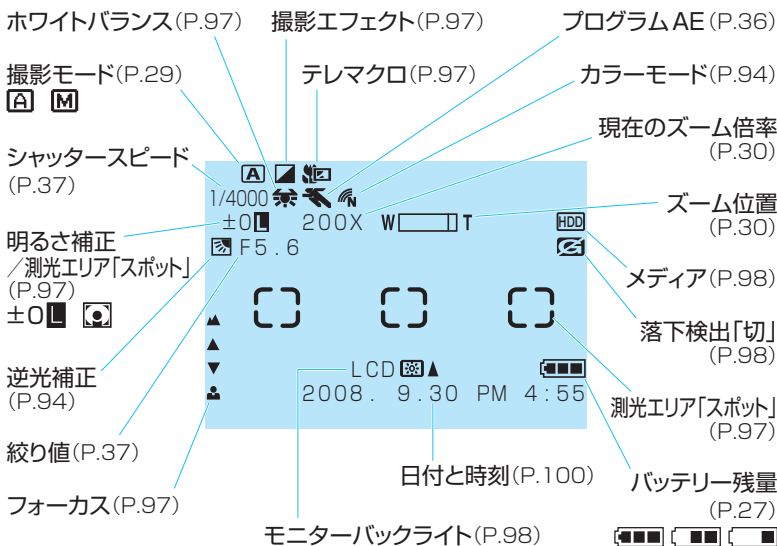 ホワイトバランス(P.97) 撮影エフェクト(P.97) プログラムAE(P.36)
撮影モード(P.29) テレマクロ(P.97) カラーモード(P.94)
A M
現在のズーム倍率
(P.30)
シャッタースピード
(P.37)
A
1/4000 N
±0L 200X W T HDD
F5.6
ズーム位置
(P.30)
明るさ補正
/測光エリア「スポット」
(P.97)
±0L
メディア(P.98)
落下検出「切」
(P.98)
逆光補正
(P.94)
LCD
2008. 9.30 PM 4:55
測光エリア「スポット」
(P.97)
絞り値(P.37)
日付と時刻(P.100)
バッテリー残量
(P.27)
フォーカス(P.97)
モニターバックライト(P.98)